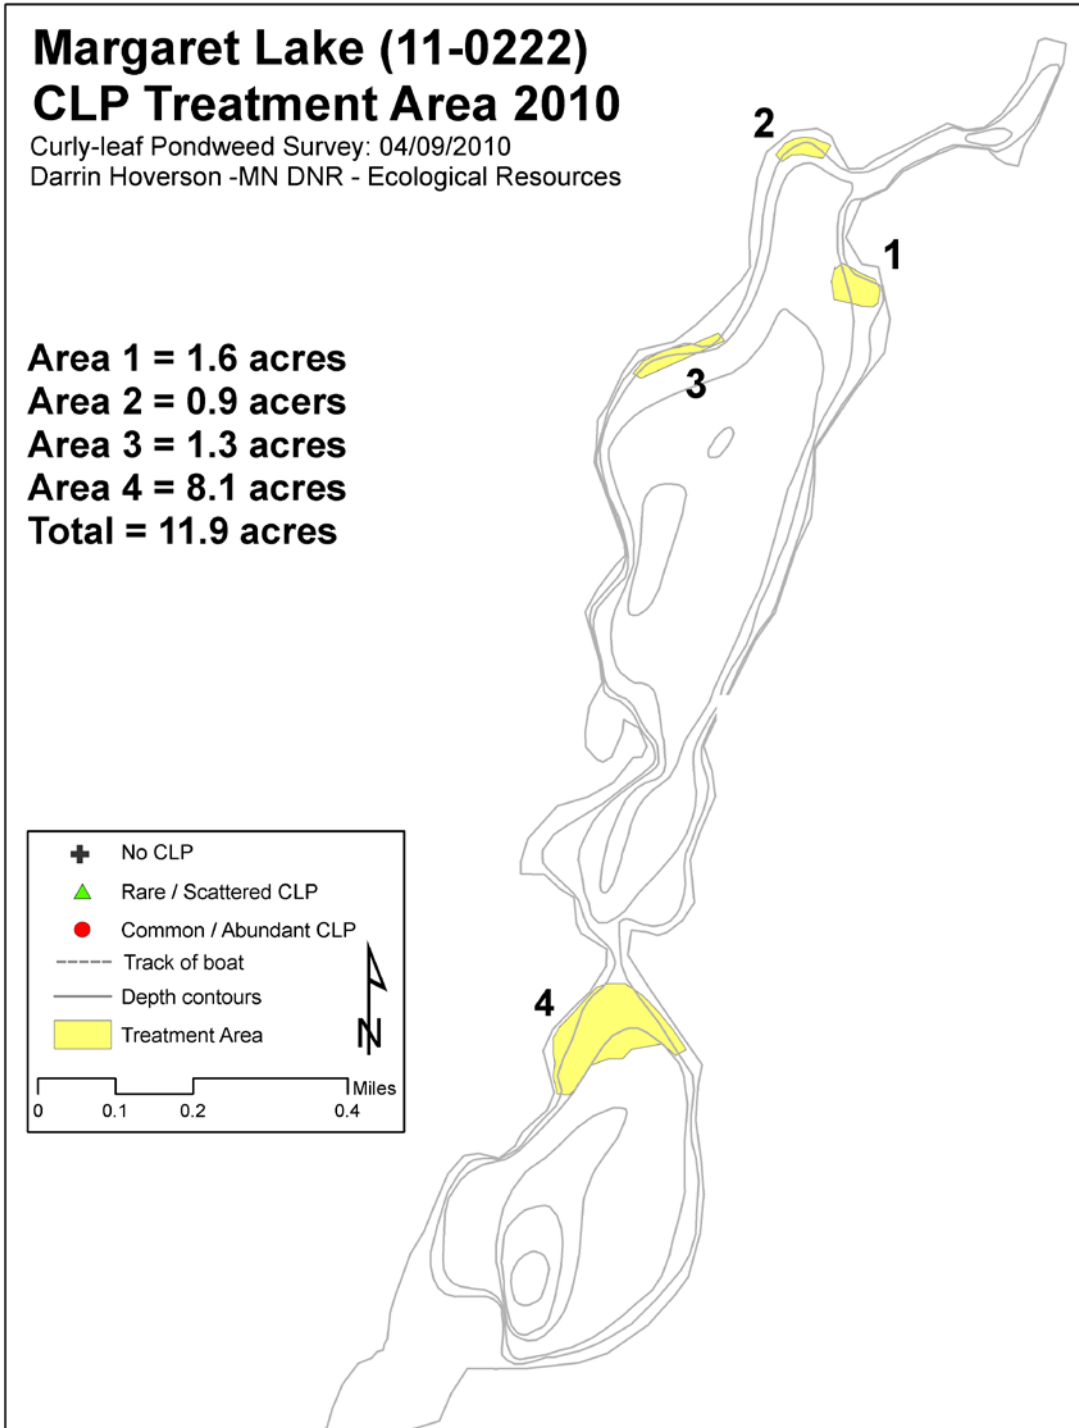 Margaret Lake (11-0222)
CLP Treatment Area 2010
Curly-leaf Pondweed Survey: 04/09/2010
Darrin Hoverson -MN DNR - Ecological Resources
2
1
3
Area 1 = 1.6 acres
Area 2 = 0.9 acers
Area 3 = 1.3 acres
Area 4 = 8.1 acres
Total = 11.9 acres
4
No CLP
Rare / Scattered CLP
Common / Abundant CLP
Track of boat
Depth contours
Treatment Area
N
Miles
0 0.1 0.2 0.4